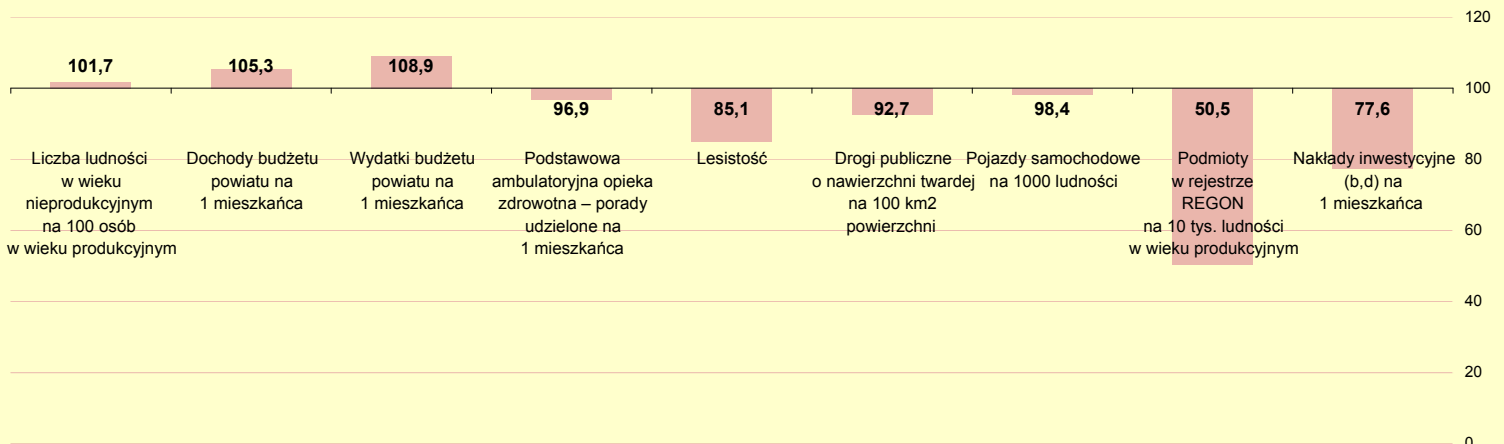 120
100
80
60
40
20
0
101,7
105,3
108,9
96,9
85,1
92,7
98,4
50,5
77,6
Liczba ludności
w wieku
nieprodukcyjnym
na 100 osób
w wieku produkcyjnym
Dochody budżetu
powiatu na
1 mieszkańca
Wydatki budżetu
powiatu na
1 mieszkańca
Podstawowa
ambulatoryjna opieka
zdrowotna – porady
udzielone na
1 mieszkańca
Lesistość
Drogi publiczne
o nawierzchni twardej
na 100 km2
powierzchni
Pojazdy samochodowe
na 1000 ludności
Podmioty
w rejestrze
REGON
na 10 tys. ludności
w wieku produkcyjnym
Nakłady inwestycyjne
(b,d) na
1 mieszkańca